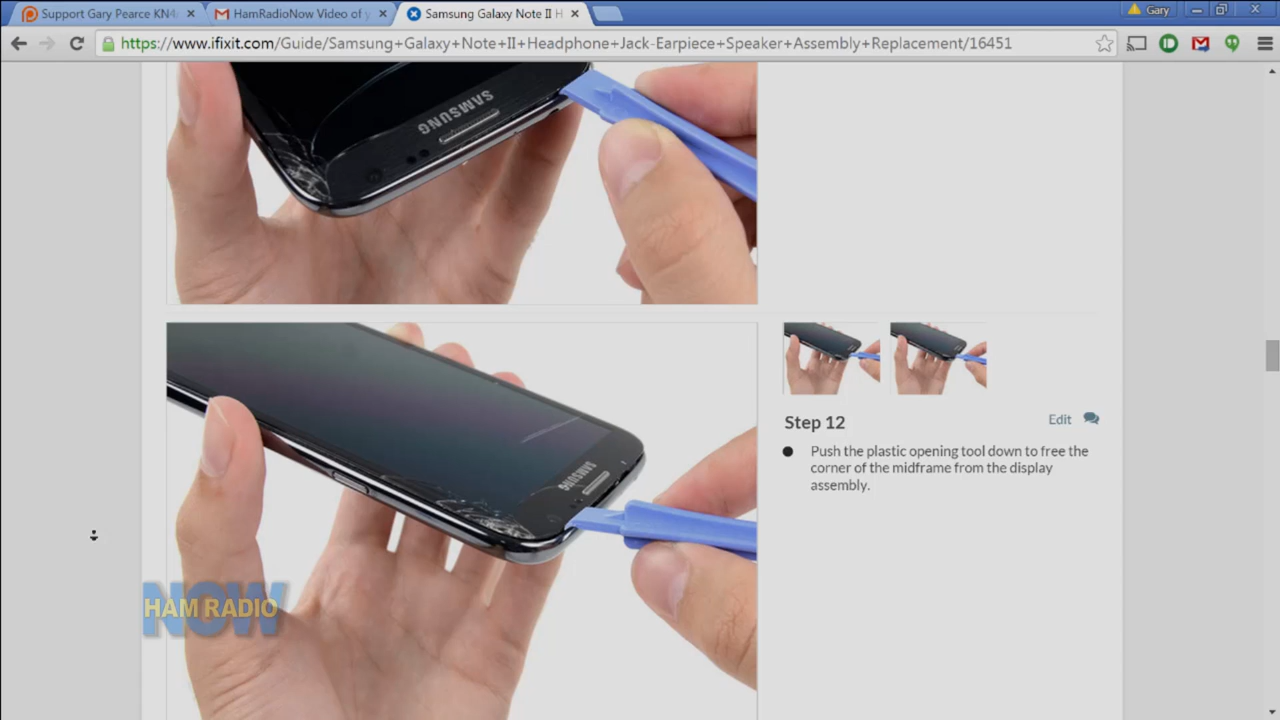 Support Gary Pearce KN4
HamRadioNow Video of y
Samsung Galaxy Note II H
Gary
https://www.ifixit.com/Guide/Samsung+Galaxy+Note+II+Headphone+Jack-Earpiece+Speaker+Assembly+Replacement/16451
SAMSUNG
SAMSUNG
Step 12
Edit
Push the plastic opening tool down to free the
corner of the midframe from the display
assembly.
NOW
HAM RADIO